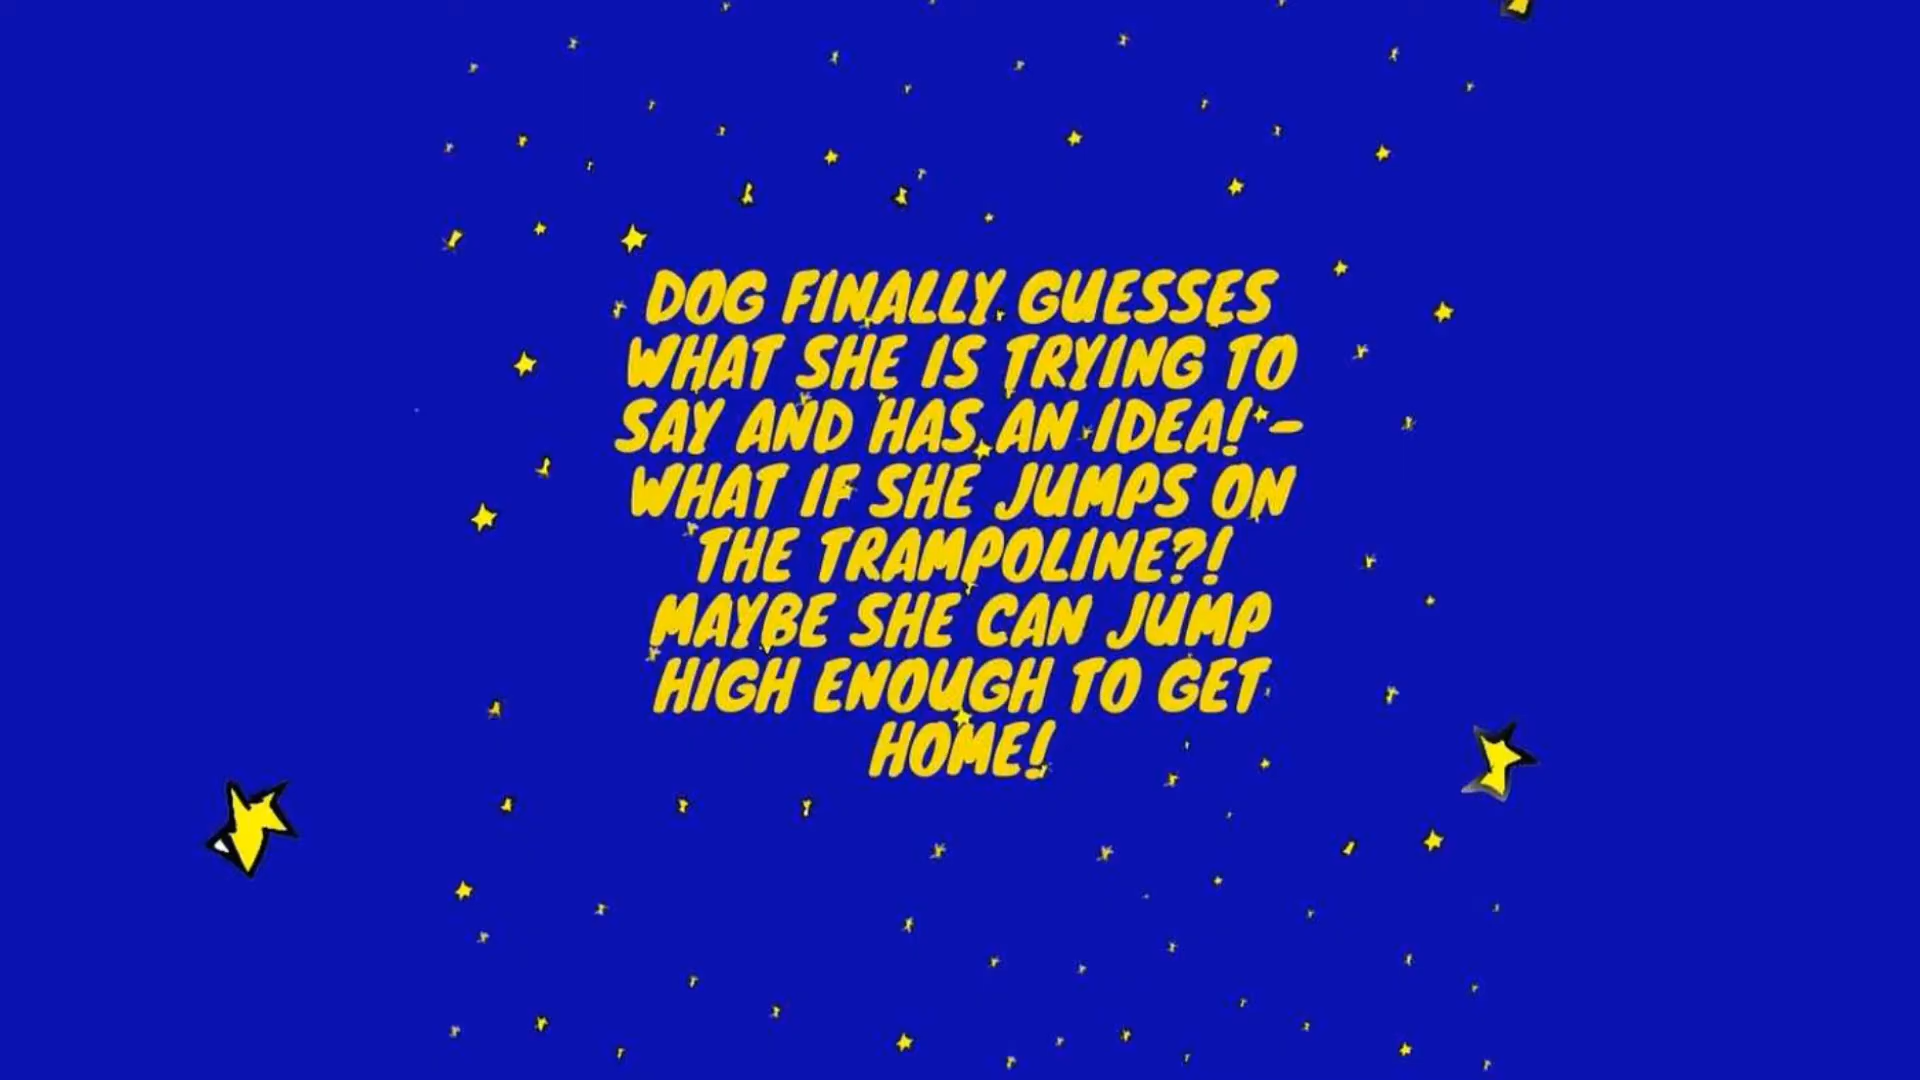 DOG FINALLY GUESSES
WHAT SHE IS TRYING TO
SAY AND HAS AN IDEA! -
WHAT IF SHE JUMPS ON
THE TRAMPOLINE?!
MAYBE SHE CAN JUMP
HIGH ENOUGH TO GET
HOME!